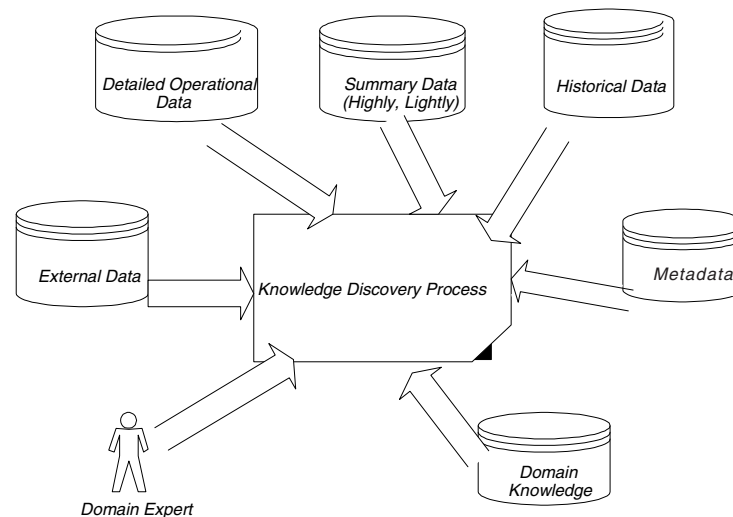 Detailed Operational
Data
Summary Data
(Highly, Lightly)
Historical Data
External Data
Knowledge Discovery Process
Metadata
Domain Expert
Domain
Knowledge